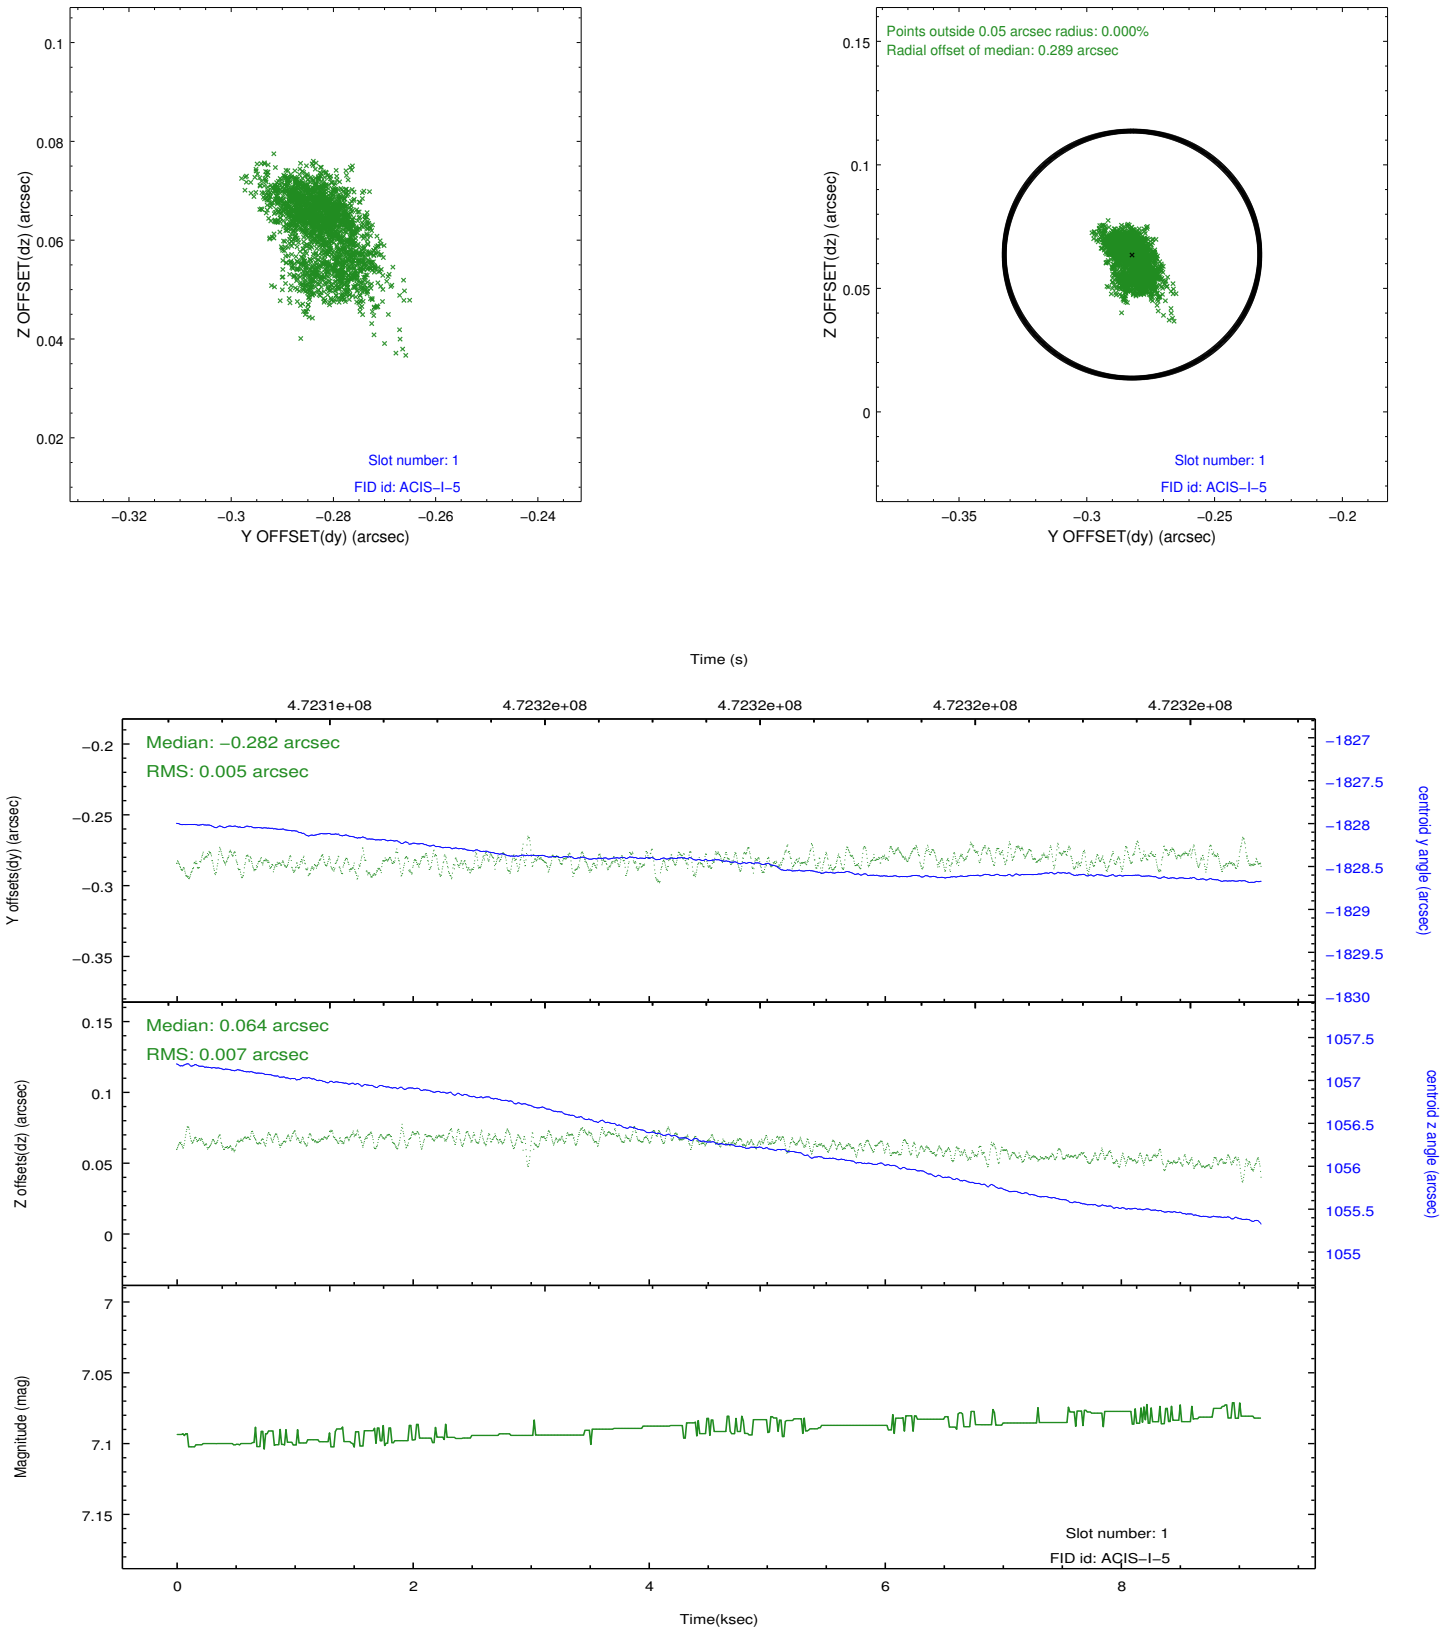 0.1
0.08
0.06
0.04
0.02
Z OFFSET(dz) (arcsec)
−0.32
−0.3
−0.28
−0.26
−0.24
Y OFFSET(dy) (arcsec)
Slot number: 1
FID id: ACIS−I−5
Points outside 0.05 arcsec radius: 0.000%
Radial offset of median: 0.289 arcsec
0.15
0.1
0.05
0
Z OFFSET(dz) (arcsec)
−0.35
−0.3
−0.25
−0.2
Y OFFSET(dy) (arcsec)
Slot number: 1
FID id: ACIS−I−5
Time (s)
4.7231e+08
4.7232e+08
4.7232e+08
4.7232e+08
4.7232e+08
Median: −0.282 arcsec
RMS: 0.005 arcsec
−0.2
−0.25
−0.3
−0.35
Y offsets(dy) (arcsec)
−1827
−1827.5
−1828
−1828.5
−1829
−1829.5
−1830
centroid y angle (arcsec)
Median: 0.064 arcsec
RMS: 0.007 arcsec
0.15
0.1
0.05
0
Z offsets(dz) (arcsec)
1057.5
1057
1056.5
1056
1055.5
1055
centroid z angle (arcsec)
7
7.05
7.1
7.15
Magnitude (mag)
Slot number: 1
FID id: ACIS−I−5
0
2
4
6
8
Time(ksec)